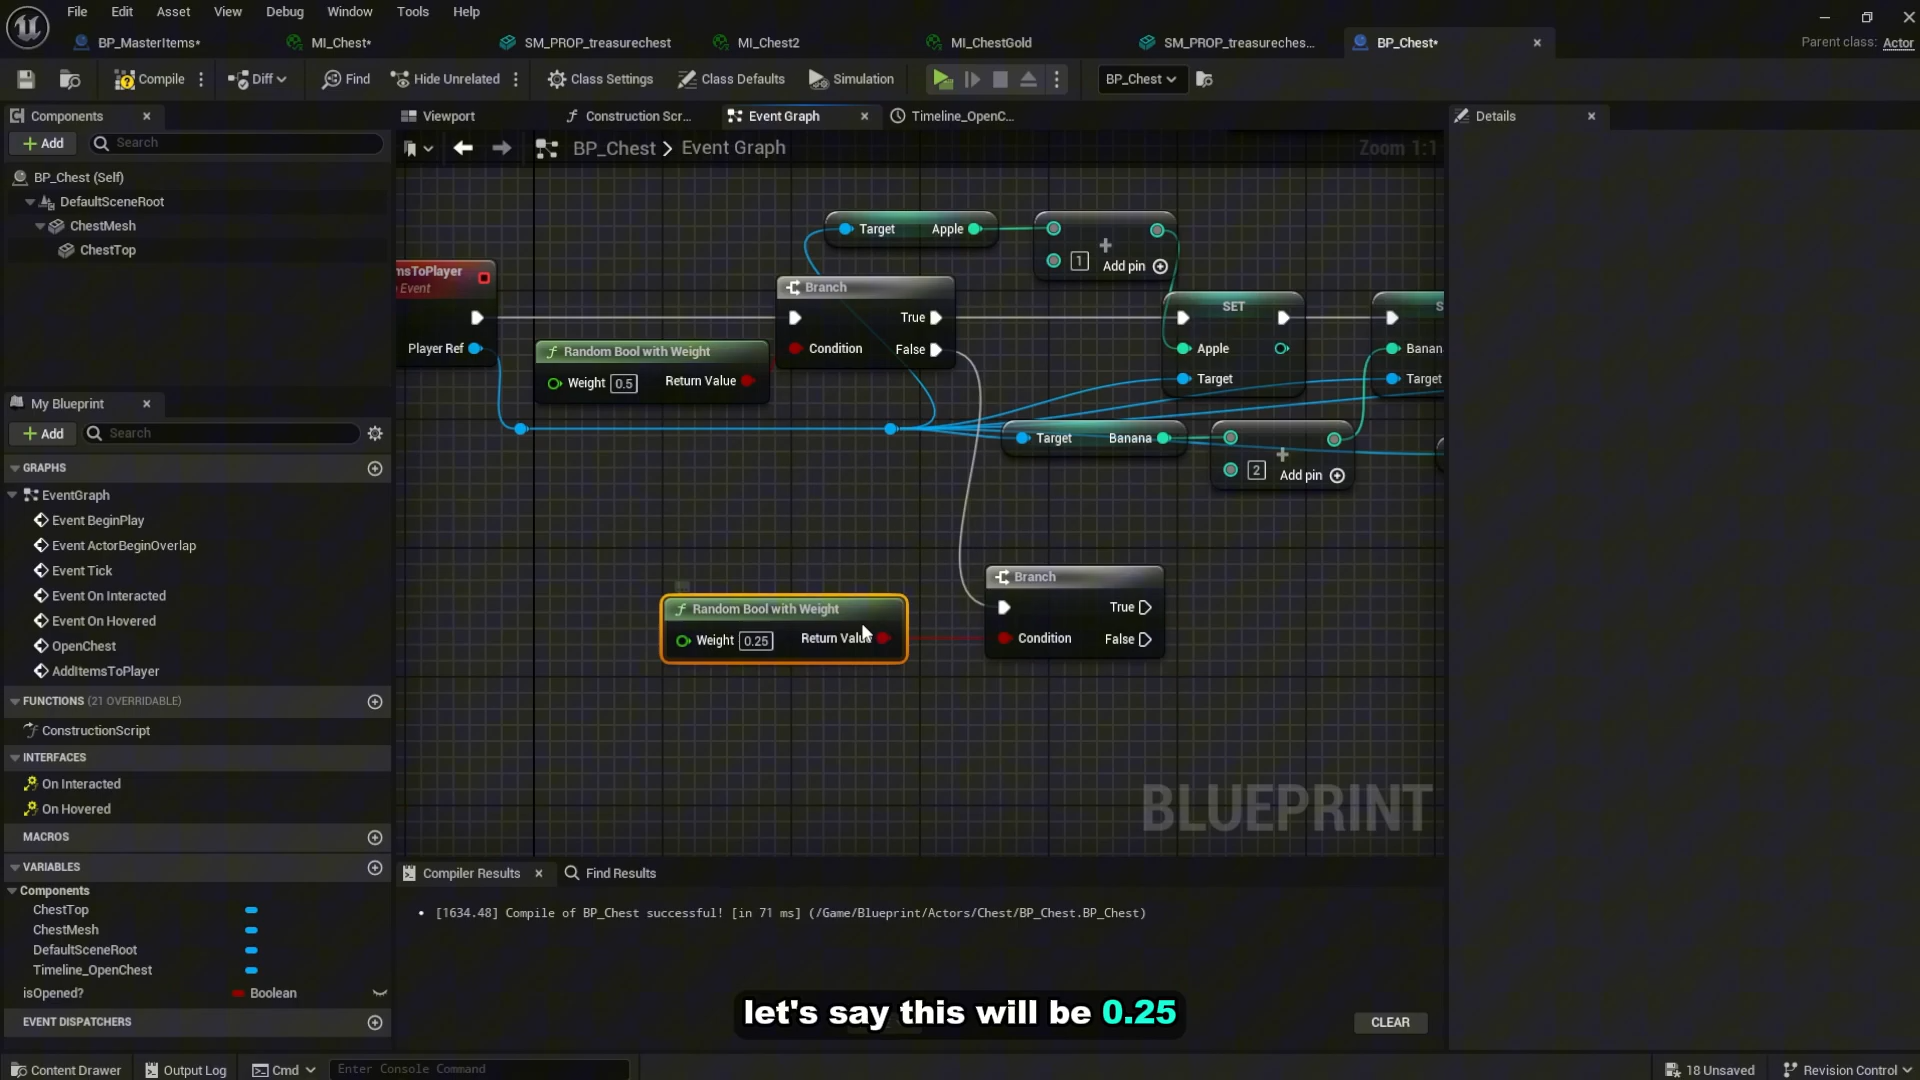 File Edit Asset View Debug Window Tools Help
BP_MasterItems* MI_Chest* SM_PROP_treasurechest MI_Chest2 MI_ChestGold SM_PROP_treasureches... BP_Chest* Parent class: Actor
Compile Diff Find Hide Unrelated Class Settings Class Defaults Simulation BP_Chest
Components Viewport Construction Scr... Event Graph Timeline_OpenC... Details
Add Search BP_Chest > Event Graph Zoom 1:1
BP_Chest (Self)
DefaultSceneRoot
ChestMesh
ChestTop
Target Apple
1 Add pin
msToPlayer
Event
Player Ref
Branch
True
Condition False
Random Bool with Weight
Weight 0.5 Return Value
SET
Apple
Target
S
Banan
Target
Target Banana
2 Add pin
Branch
True
Condition False
Random Bool with Weight
Weight 0.25 Return Value
BLUEPRINT
My Blueprint
Add Search
GRAPHS
EventGraph
Event BeginPlay
Event ActorBeginOverlap
Event Tick
Event On Interacted
Event On Hovered
OpenChest
AddItemsToPlayer
FUNCTIONS (21 OVERRIDABLE)
ConstructionScript
INTERFACES
On Interacted
On Hovered
MACROS
VARIABLES
Components
ChestTop
ChestMesh
DefaultSceneRoot
Timeline_OpenChest
isOpened? Boolean
EVENT DISPATCHERS
Compiler Results Find Results
[1634.48] Compile of BP_Chest successful! [in 71 ms] (/Game/Blueprint/Actors/Chest/BP_Chest.BP_Chest)
let's say this will be 0.25
CLEAR
Content Drawer Output Log Cmd Enter Console Command 18 Unsaved Revision Control